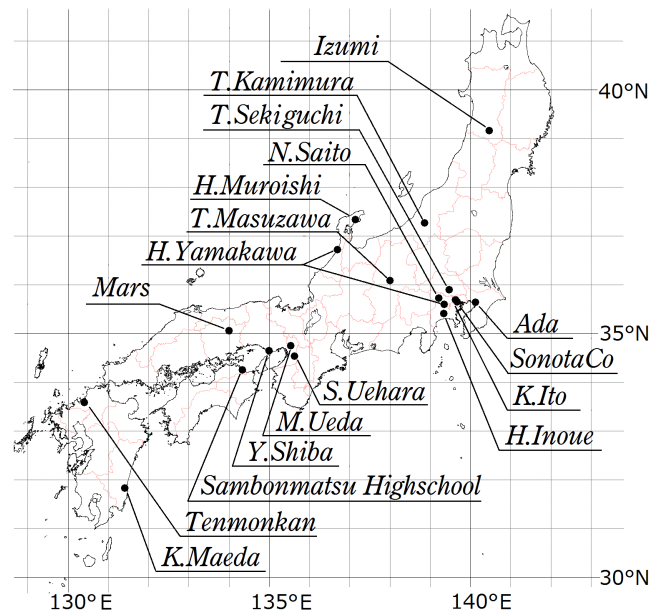 Izumi
T.Kamimura
40°N
T.Sekiguchi
N.Saito
H.Muroishi
T.Masuzawa
H.Yamakawa
Mars
Ada
35°N
SonotaCo
S.Uehara
K.Ito
M.Ueda
H.Inoue
Y.Shiba
Sambonmatsu Highschool
Tenmonkan
K.Maeda
30°N
130°E
135°E
140°E